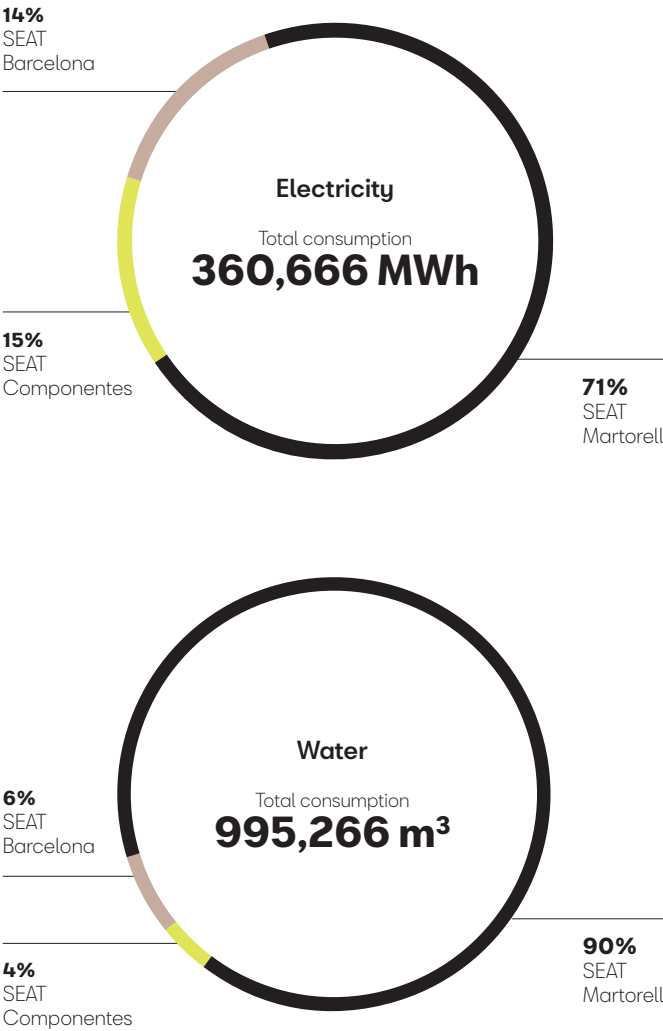 14%
SEAT
Barcelona
Electricity
Total consumption
360,666 MWh
15%
SEAT
Componentes
71%
SEAT
Martorell
Water
Total consumption
995,266 m³
6%
SEAT
Barcelona
4%
SEAT
Componentes
90%
SEAT
Martorell